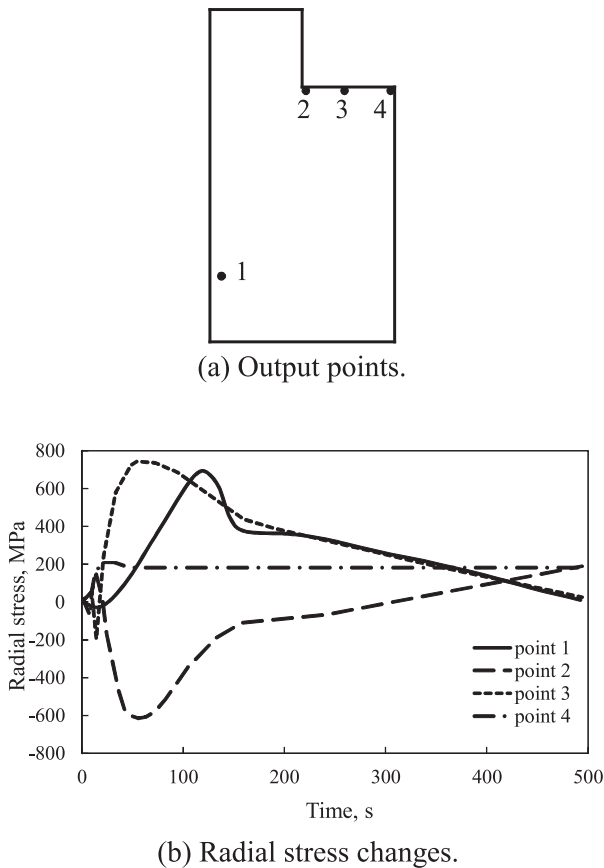 2 3 4
1
(a) Output points.
800
600
400
200
0
-200
-400
-600
-800
Radial stress, MPa
point 1
point 2
point 3
point 4
0 100 200 300 400 500
Time, s
(b) Radial stress changes.